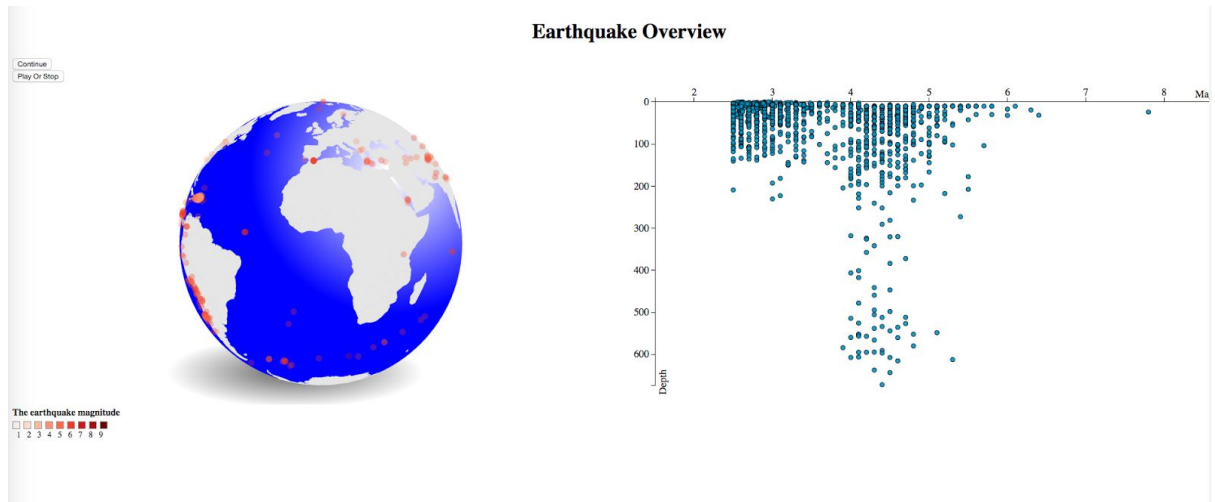 Earthquake Overview
Continue
Play Or Stop
The earthquake magnitude
1 2 3 4 5 6 7 8 9
2 3 4 5 6 7 8
Ma
0
100
200
300
400
500
600
Depth